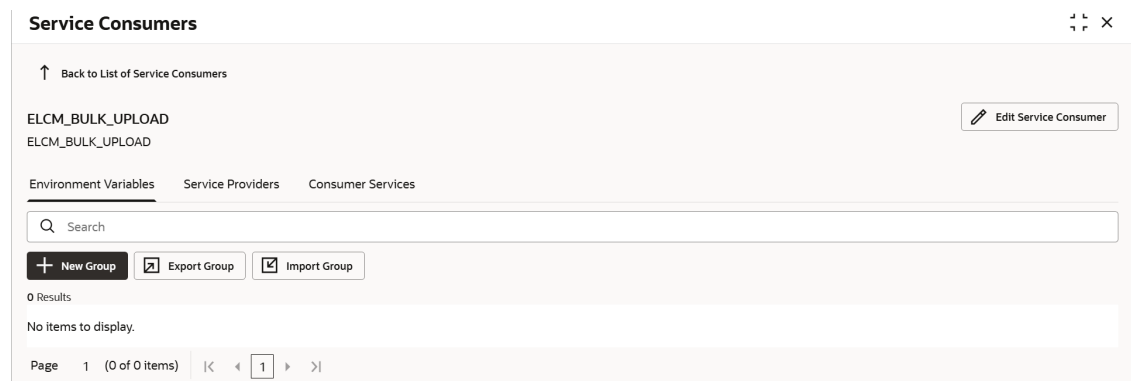 Service Consumers
Back to List of Service Consumers
ELCM_BULK_UPLOAD
Edit Service Consumer
ELCM_BULK_UPLOAD
Environment Variables Service Providers Consumer Services
Search
New Group Export Group Import Group
0 Results
No items to display.
Page 1 (0 of 0 items) 1